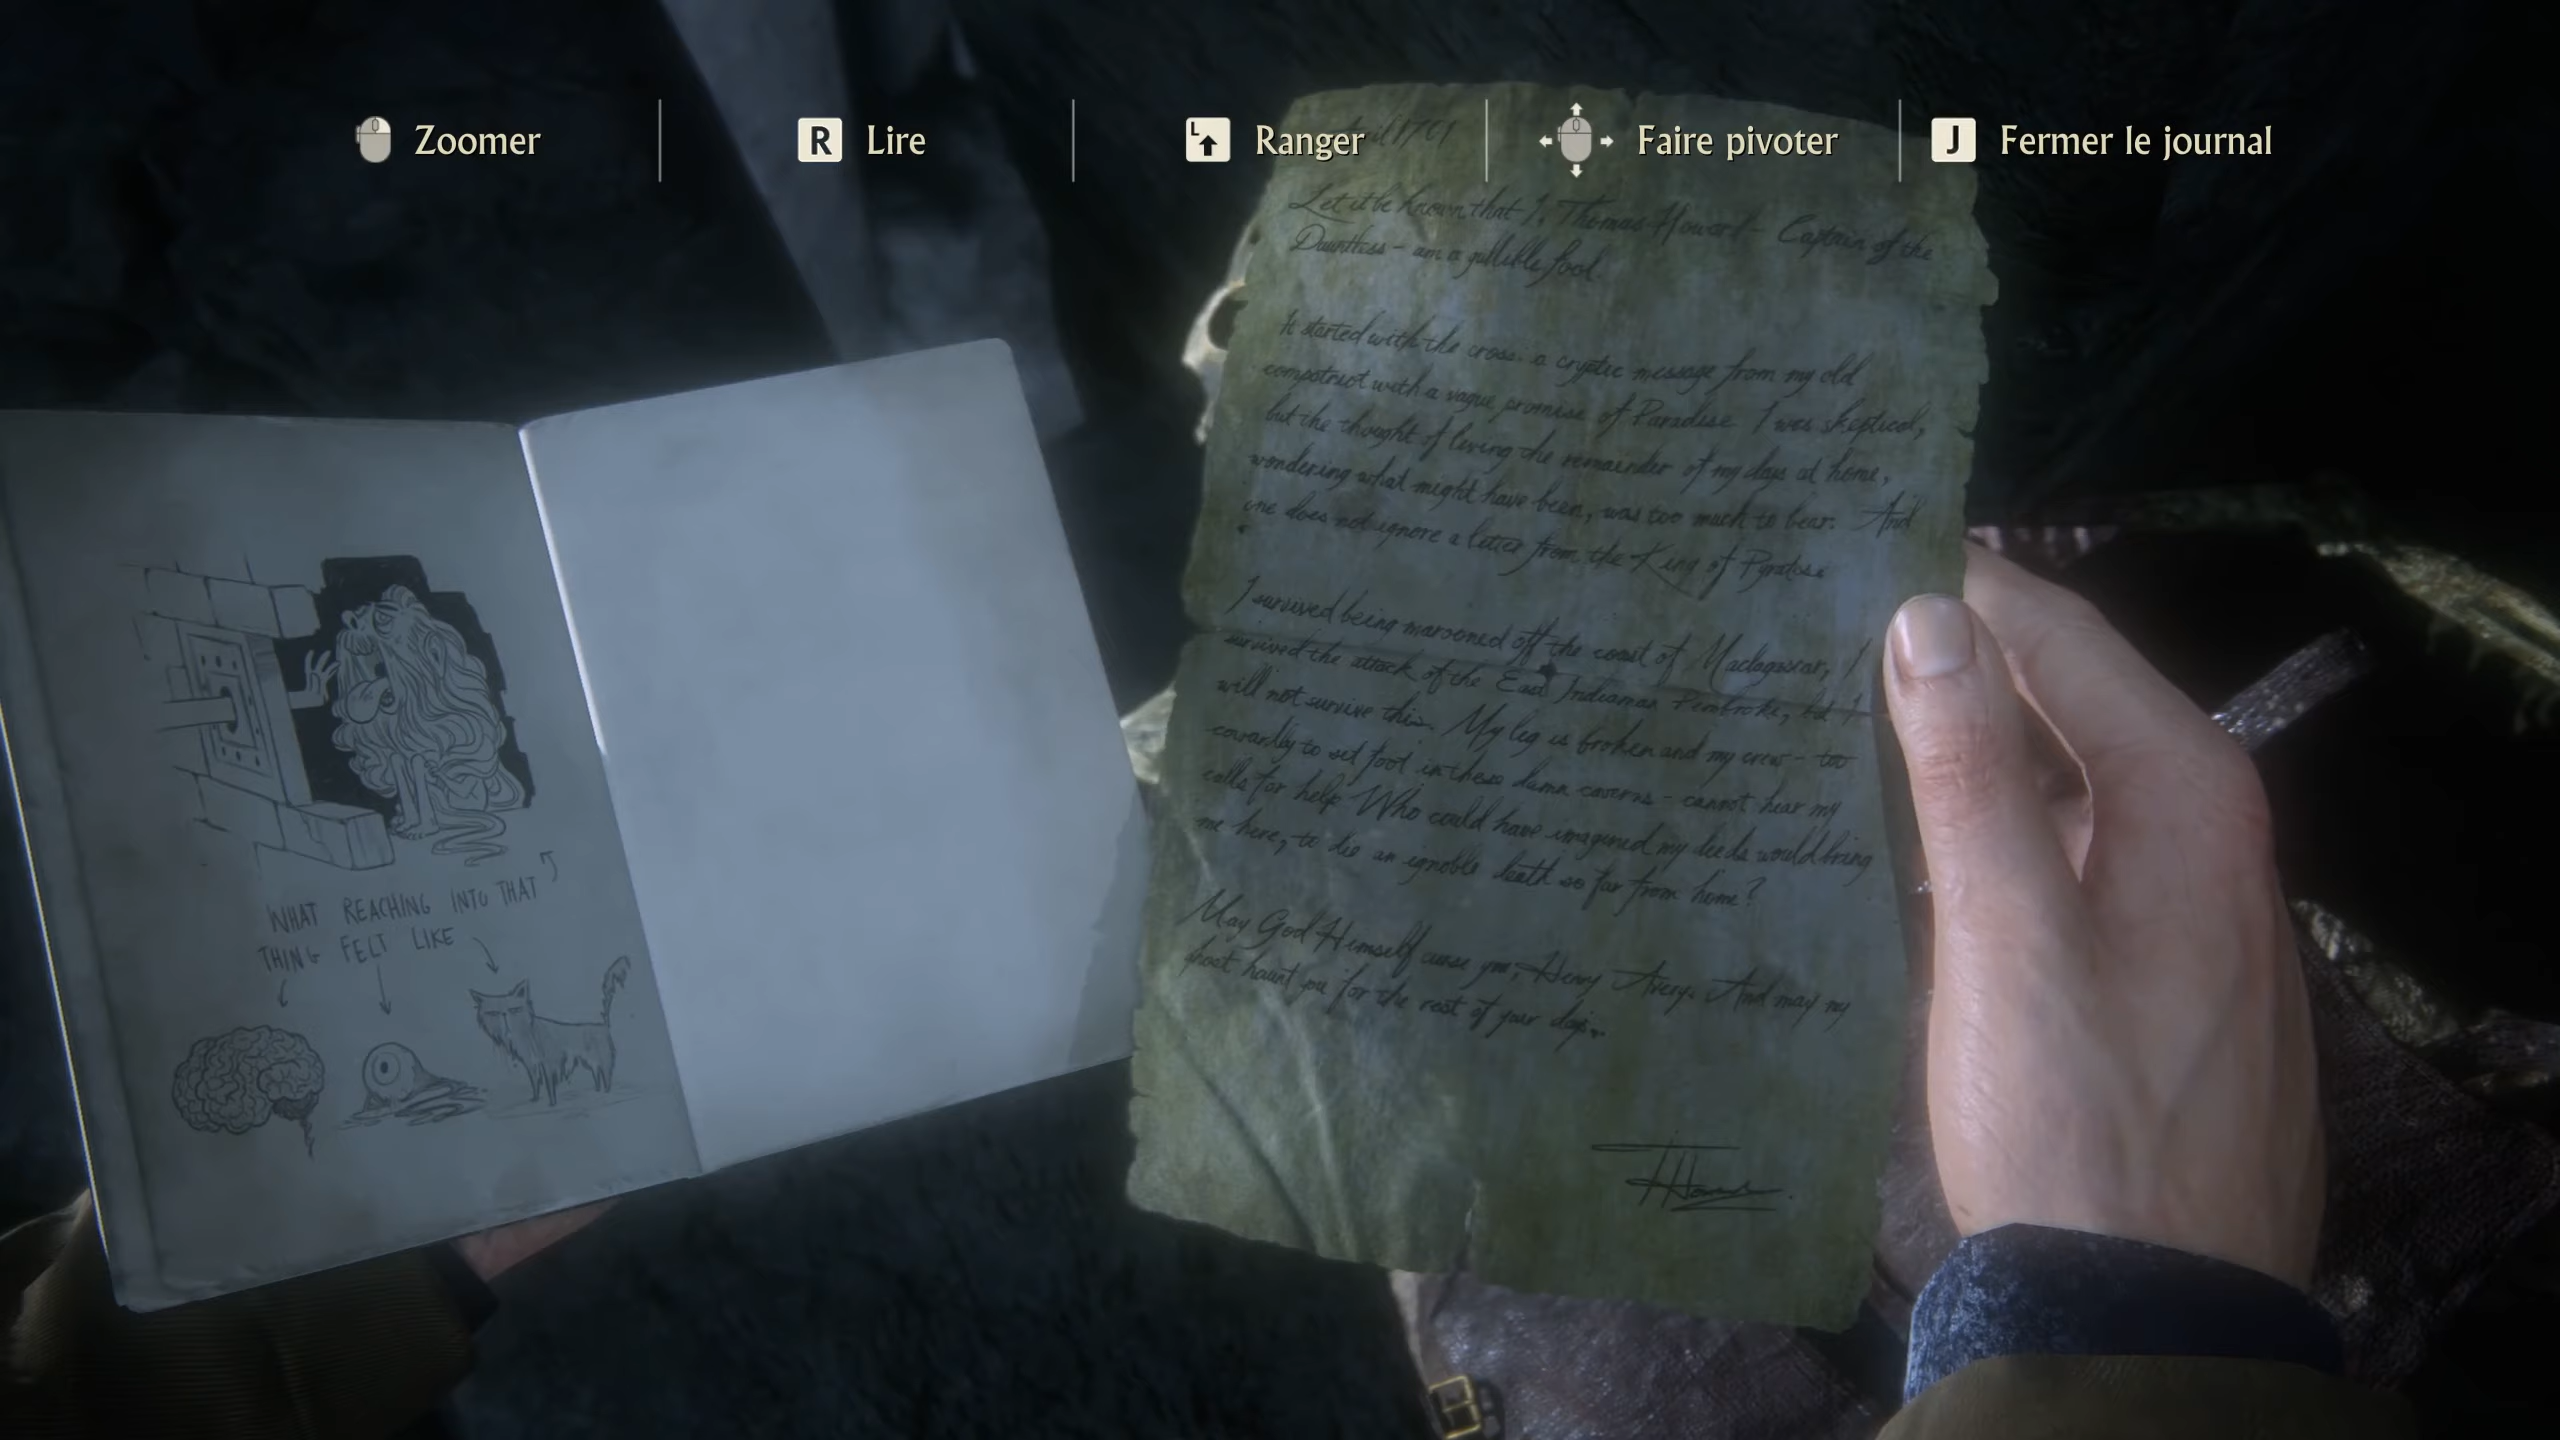 Zoomer
R Lire
L Ranger
Faire pivoter
J Fermer le journal
1701
Let it be known that I, Thomas Howard - Captain of the
Dauntless - am a gullible fool.
It started with the cross: a cryptic message from my old
compatriot with a vague promise of Paradise. I was skeptical,
but the thought of living the remainder of my days at home,
wondering what might have been, was too much to bear. And
one does not ignore a letter from the King of Pyrates.
I survived being marooned off the coast of Madagascar, I
survived the attack of the East Indiaman Pembroke, but I
will not survive this. My leg is broken and my crew - too
cowardly to set foot in these damn caverns - cannot hear my
calls for help. Who could have imagined my deeds would bring
me here, to die an ignoble death so far from home?
May God Himself curse you, Henry Avery. And may my
ghost haunt you for the rest of your days.
THoward
WHAT REACHING INTO THAT
THING FELT LIKE